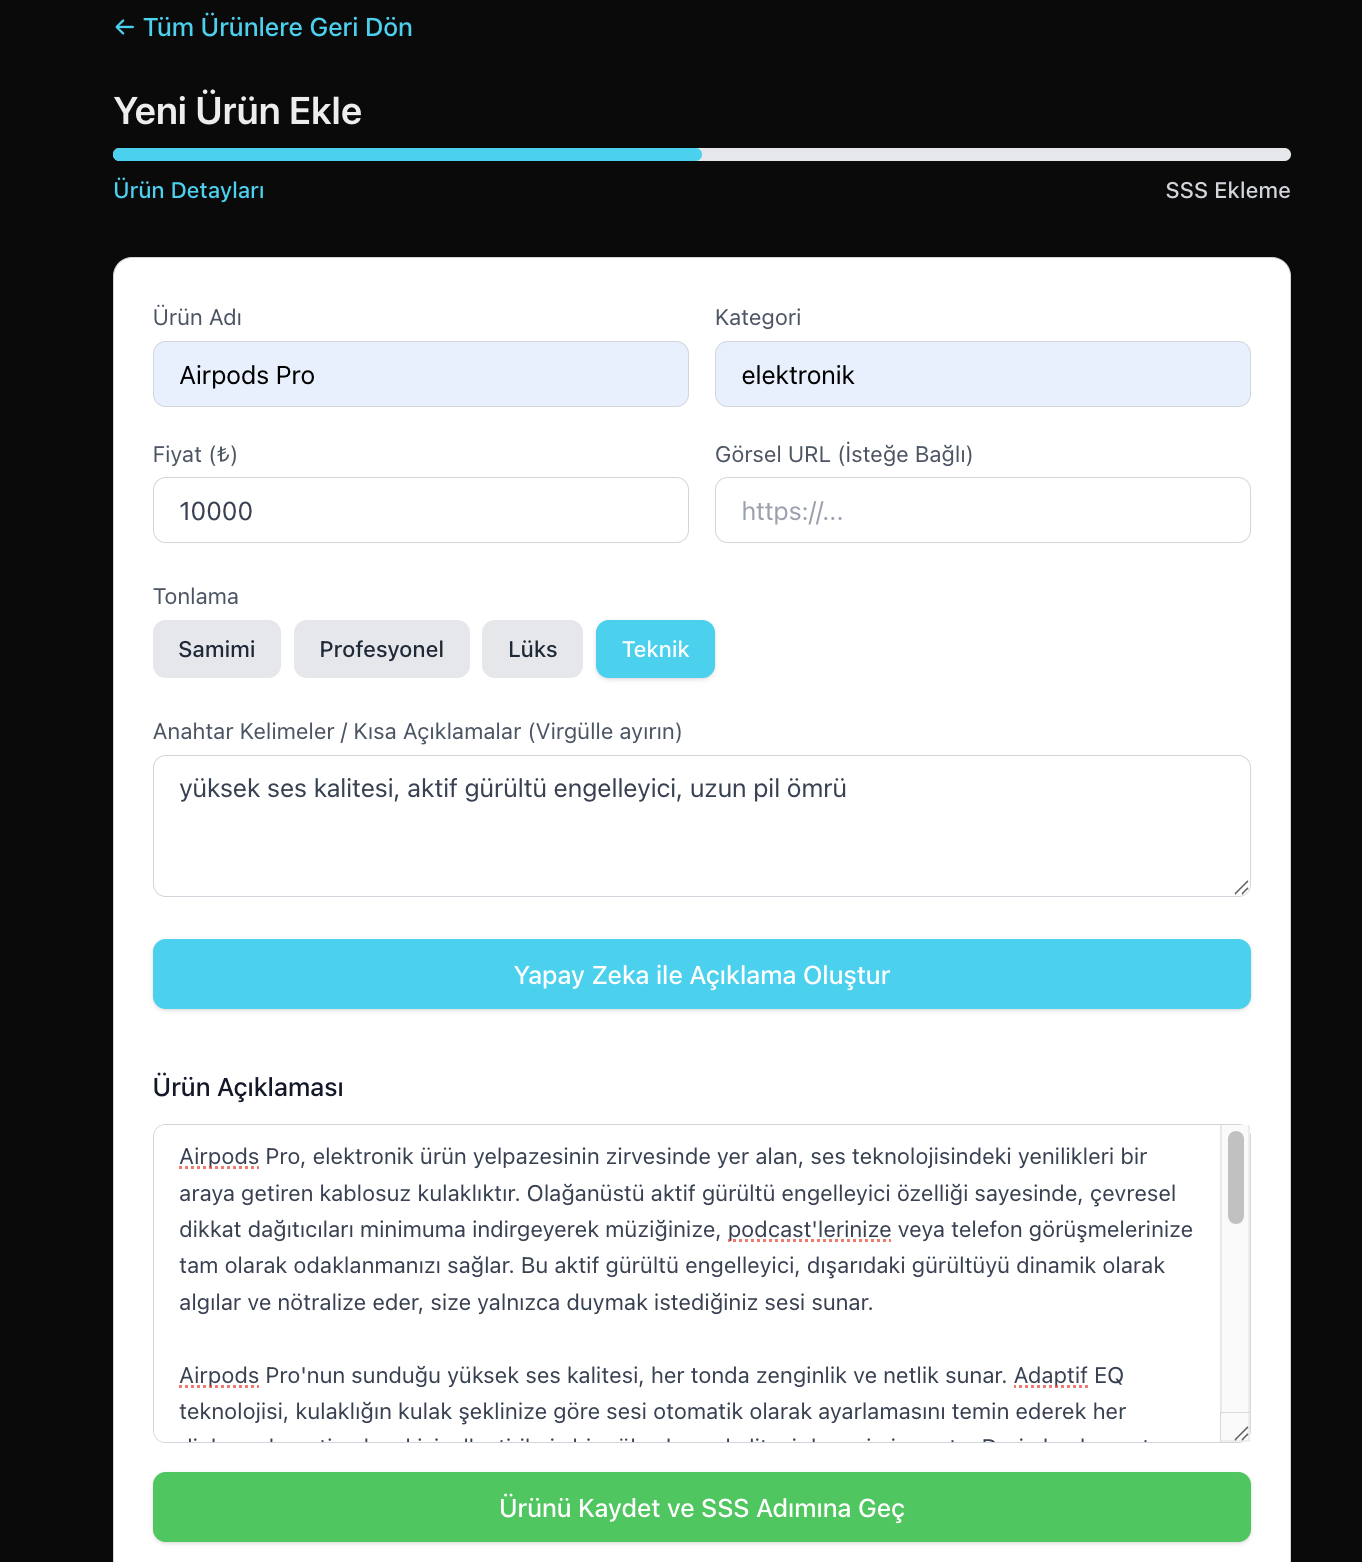 ← Tüm Ürünlere Geri Dön
Yeni Ürün Ekle
Ürün Detayları
SSS Ekleme
Ürün Adı
Kategori
Airpods Pro
elektronik
Fiyat (₺)
Görsel URL (İsteğe Bağlı)
10000
https://...
Tonlama
Samimi
Profesyonel
Lüks
Teknik
Anahtar Kelimeler / Kısa Açıklamalar (Virgülle ayırın)
yüksek ses kalitesi, aktif gürültü engelleyici, uzun pil ömrü
Yapay Zeka ile Açıklama Oluştur
Ürün Açıklaması
Airpods Pro, elektronik ürün yelpazesinin zirvesinde yer alan, ses teknolojisindeki yenilikleri bir
araya getiren kablosuz kulaklıktır. Olağanüstü aktif gürültü engelleyici özelliği sayesinde, çevresel
dikkat dağıtıcıları minimuma indirgeyerek müziğinize, podcast'lerinize veya telefon görüşmelerinize
tam olarak odaklanmanızı sağlar. Bu aktif gürültü engelleyici, dışarıdaki gürültüyü dinamik olarak
algılar ve nötralize eder, size yalnızca duymak istediğiniz sesi sunar.
Airpods Pro'nun sunduğu yüksek ses kalitesi, her tonda zenginlik ve netlik sunar. Adaptif EQ
teknolojisi, kulaklığın kulak şeklinize göre sesi otomatik olarak ayarlamasını temin ederek her
Ürünü Kaydet ve SSS Adımına Geç